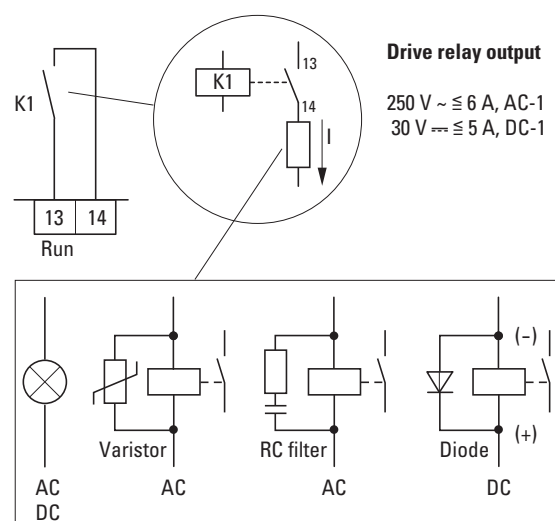 Drive relay output
250 V ~ ≦ 6 A, AC-1
30 V ⎓ ≦ 5 A, DC-1
K1
K1
13
14
I
13 14
Run
Varistor
RC filter
Diode
(–)
(+)
AC
DC
AC
AC
DC